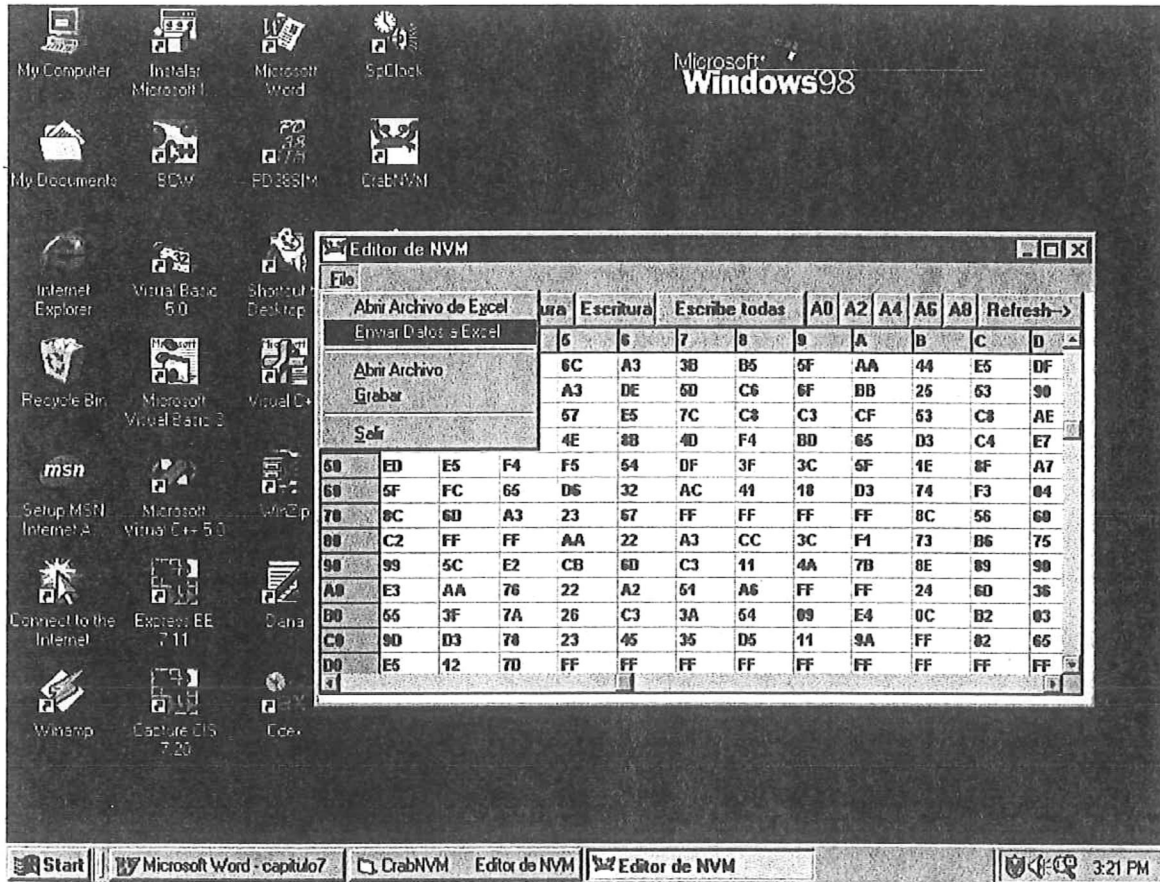 My Computer
Instalar Microsoft I...
Microsoft Word
SpClock
Microsoft
Windows98
My Documents
BCW
PD38SIM
CrabNVM
Internet Explorer
Visual Basic 5.0
Shortcut
Desktop
Recycle Bin
Microsoft Visual Basic 3
Visual C+
msn
Setup MSN Internet A...
Microsoft Visual C++ 5.0
WinZip
Connect to the Internet
Express EE 7.11
Dana
Winamp
Capture CIS 7.20
Editor de NVM
File
Abrir Archivo de Excel
Enviar Datos a Excel
Abrir Archivo
Grabar
Salir
ura Escritura Escribe todas A0 A2 A4 A6 A8 Refresh-->
5 6 7 8 9 A B C D
6C A3 3B B5 5F AA 44 E5 DF
A3 DE 5D C6 6F BB 25 53 90
57 E5 7C C8 C3 CF 53 C8 AE
4E 8B 4D F4 BD 65 D3 C4 E7
50 ED E5 F4 F5 54 DF 3F 3C 5F 1E 8F A7
60 5F FC 65 D6 32 AC 41 18 D3 74 F3 04
70 8C 6D A3 23 67 FF FF FF FF 8C 56 60
80 C2 FF FF AA 22 A3 CC 3C F1 73 B6 75
90 99 5C E2 CB 6D C3 11 4A 7B 8E 89 90
A0 E3 AA 76 22 A2 51 A6 FF FF 24 6D 36
B0 55 3F 7A 26 C3 3A 54 09 E4 0C B2 03
C0 9D D3 78 23 45 35 D5 11 9A FF 82 65
D0 E5 12 7D FF FF FF FF FF FF FF FF FF
Start
Microsoft Word - capitulo7
CrabNVM Editor de NVM
Editor de NVM
3:21 PM